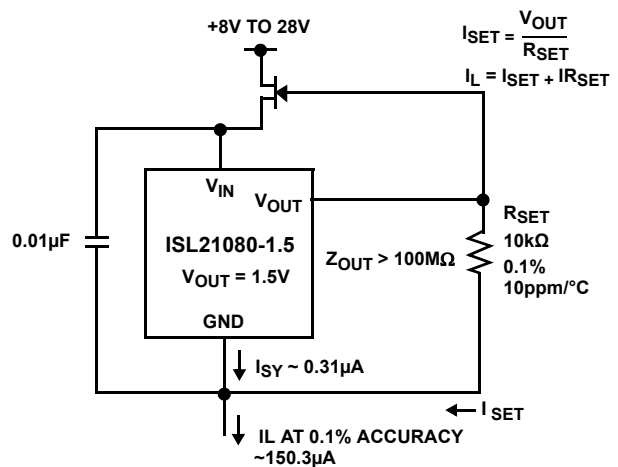 +8V TO 28V
ISET = VOUT
RSET
IL = ISET + IRSET
VIN
VOUT
0.01µF
ISL21080-1.5
VOUT = 1.5V
GND
ZOUT > 100MΩ
RSET
10kΩ
0.1%
10ppm/°C
ISY ~ 0.31µA
ISET
IL AT 0.1% ACCURACY
~150.3µA